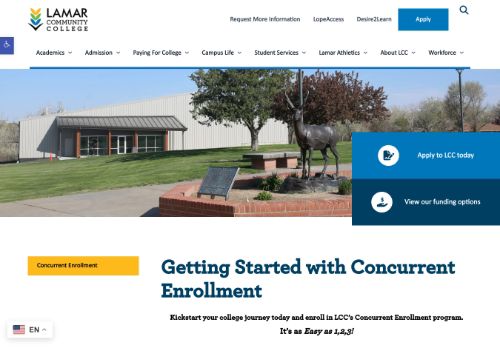 LAMAR
COMMUNITY
COLLEGE
Request More Information
LopeAccess
Desire2Learn
Apply
Academics
Admission
Paying For College
Campus Life
Student Services
Lamar Athletics
About LCC
Workforce
Apply to LCC today
View our funding options
Concurrent Enrollment
Getting Started with Concurrent
Enrollment
Kickstart your college journey today and enroll in LCC's Concurrent Enrollment program.
It's as Easy as 1,2,3!
EN